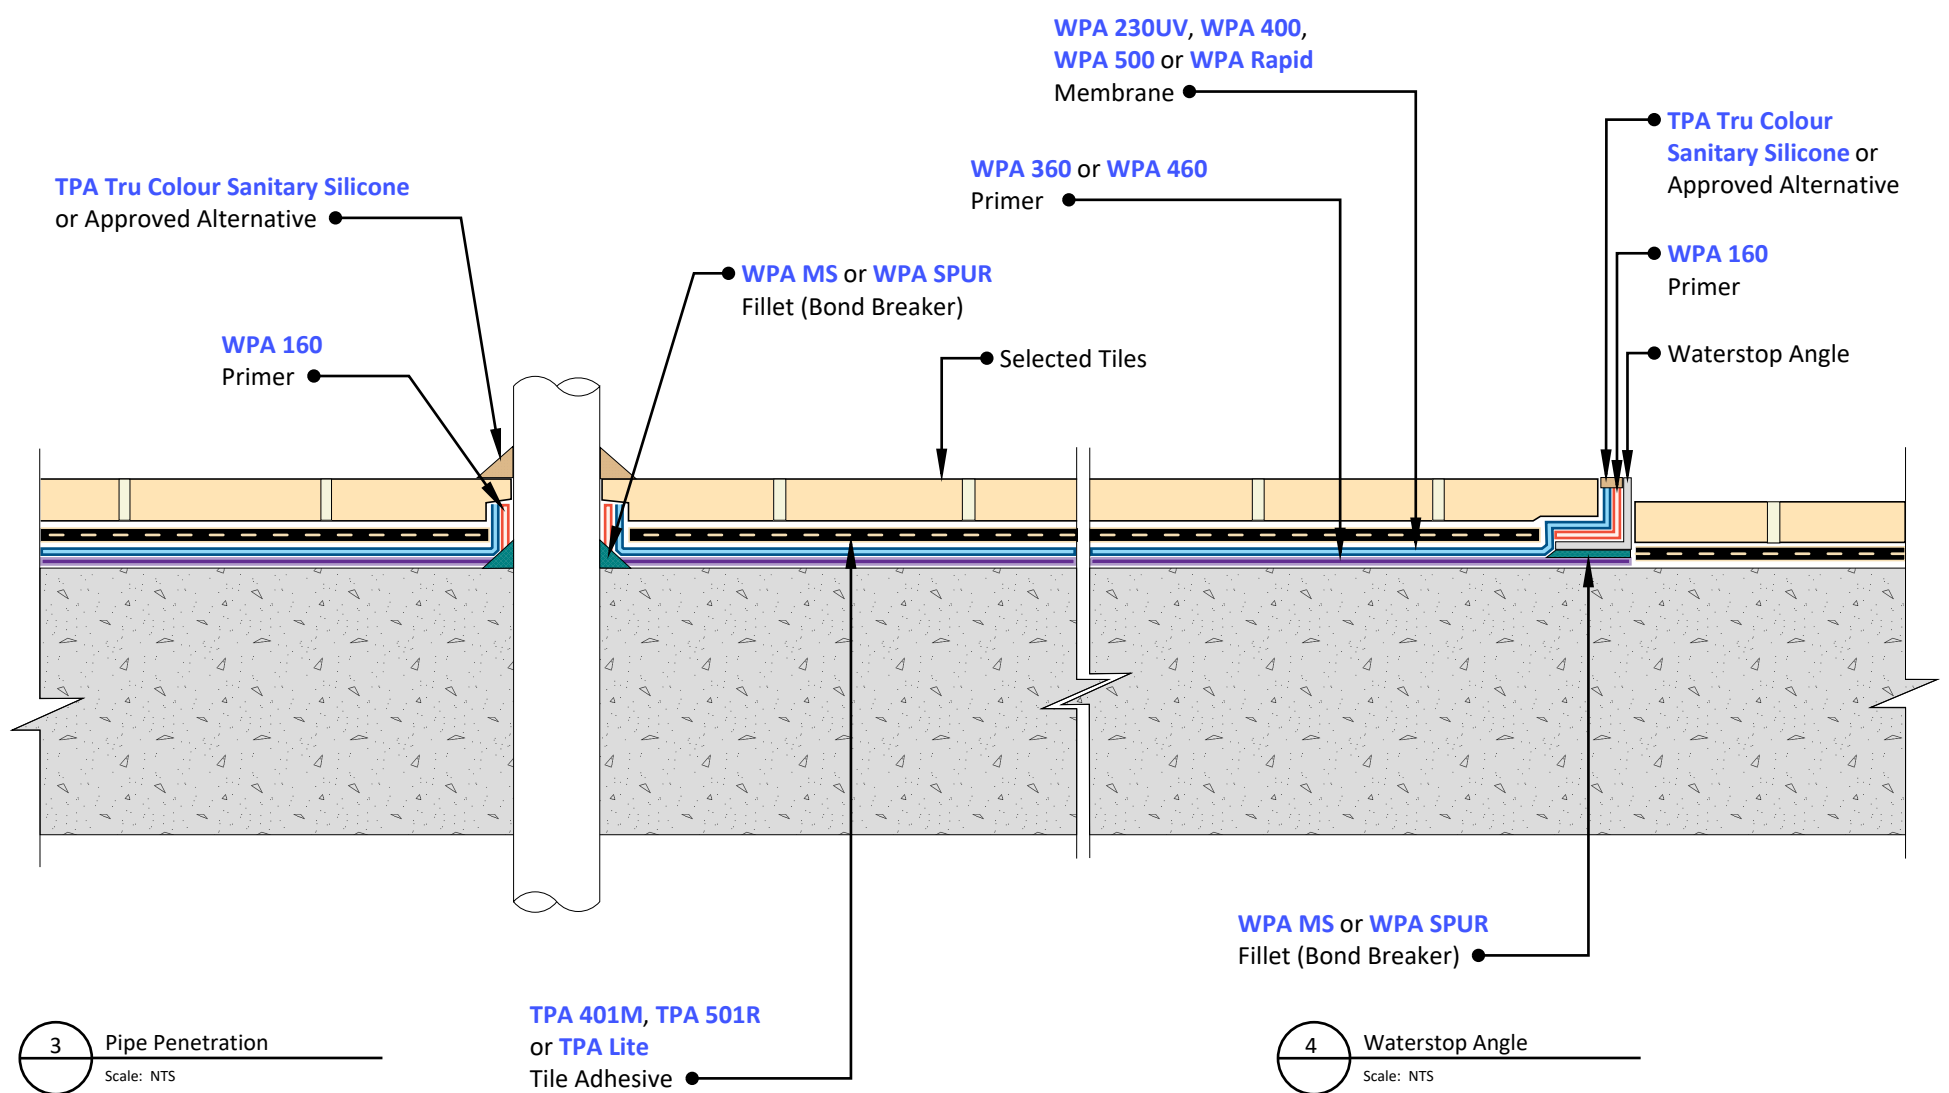 WPA 230UV, WPA 400,
WPA 500 or WPA Rapid
Membrane
TPA Tru Colour
Sanitary Silicone or
Approved Alternative
WPA 360 or WPA 460
Primer
TPA Tru Colour Sanitary Silicone
or Approved Alternative
WPA 160
Primer
WPA MS or WPA SPUR
Fillet (Bond Breaker)
WPA 160
Primer
Selected Tiles
Waterstop Angle
WPA MS or WPA SPUR
Fillet (Bond Breaker)
TPA 401M, TPA 501R
or TPA Lite
Tile Adhesive
3
Pipe Penetration
Scale: NTS
4
Waterstop Angle
Scale: NTS